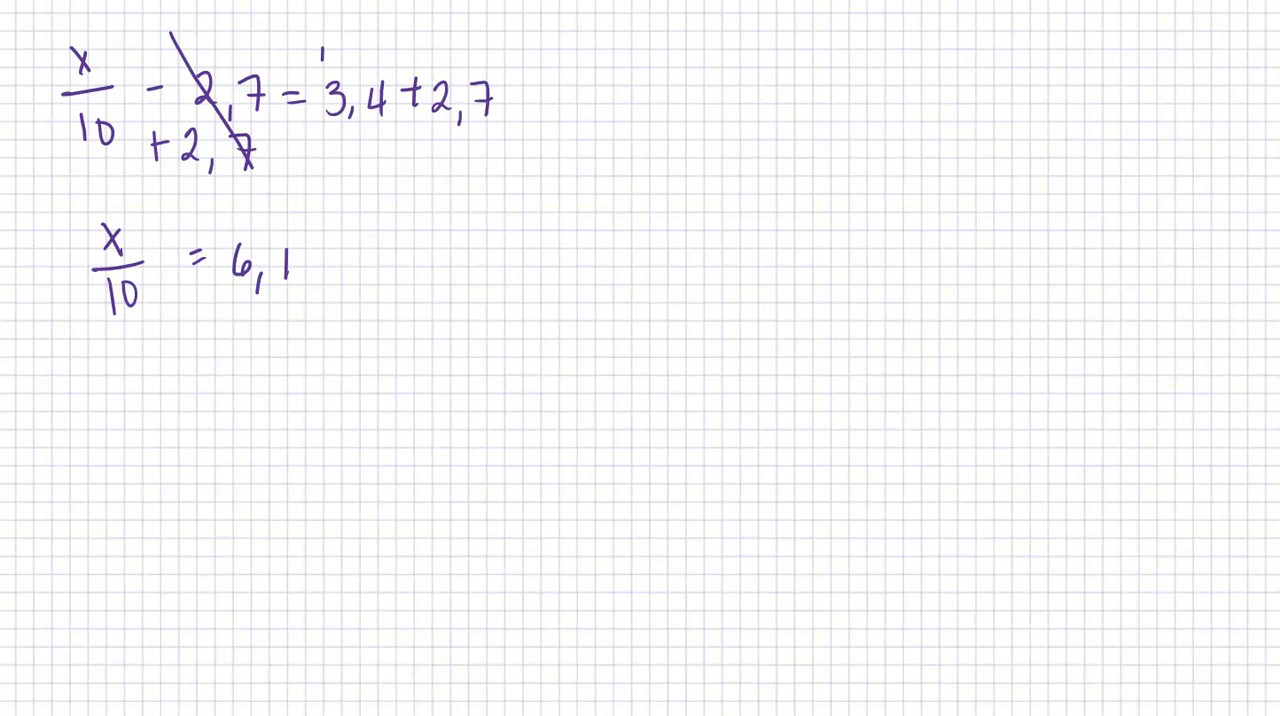 x/10 - 2,7 = 3,4 + 2,7
+ 2,7
x/10 = 6,1